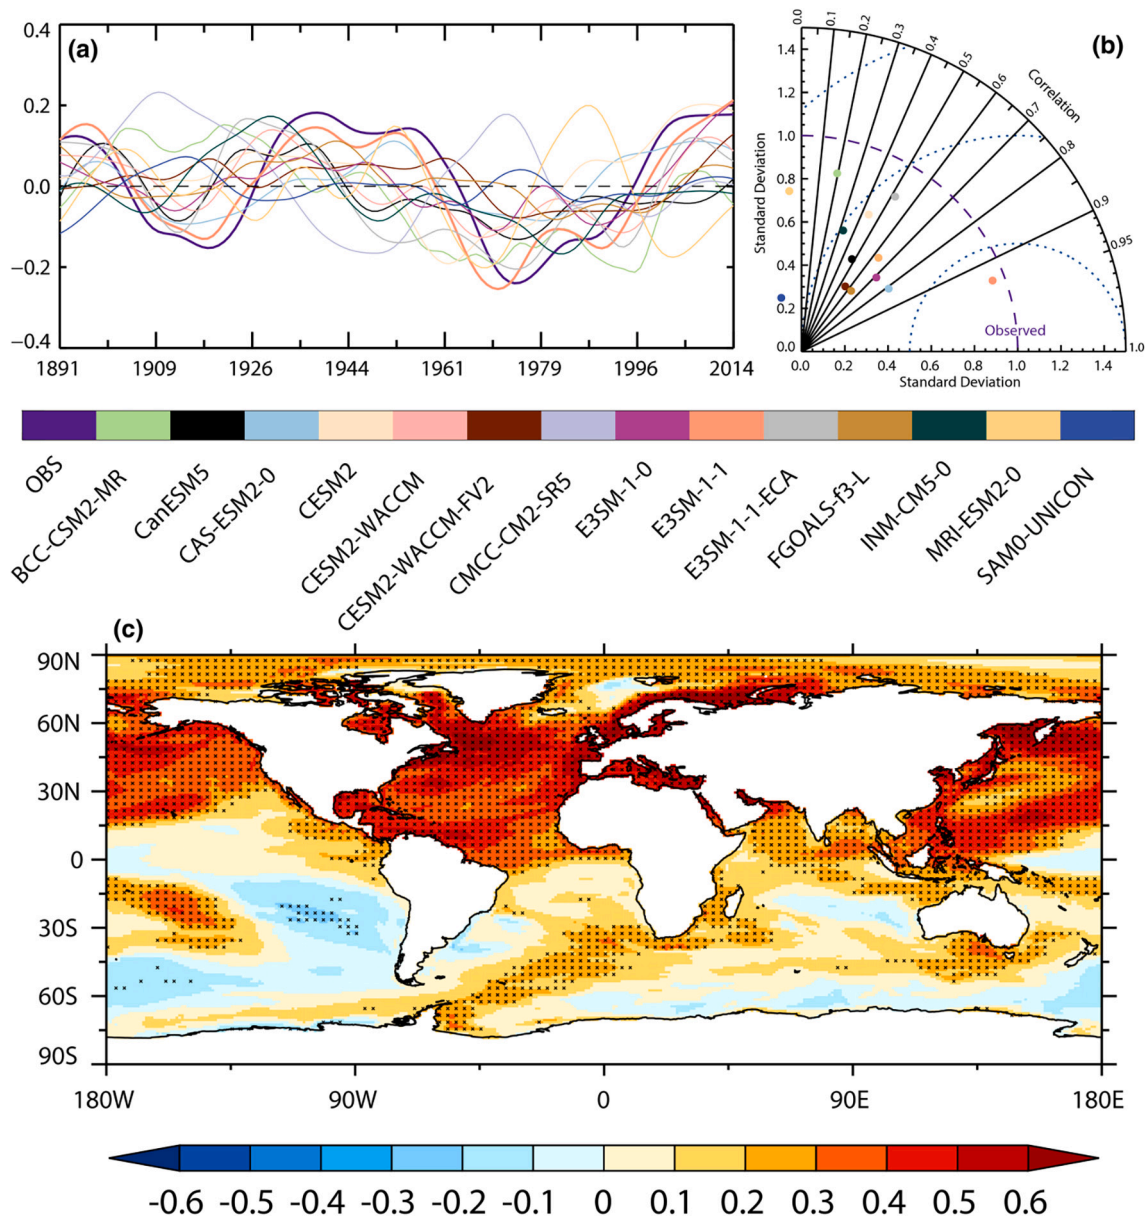 (a)
0.4
0.2
0.0
−0.2
−0.4
1891
1909
1926
1944
1961
1979
1996
2014
(b)
0.0
0.1
0.2
0.3
0.4
0.5
0.6
0.7
0.8
0.9
0.95
1.0
Correlation
1.4
1.2
1.0
0.8
0.6
0.4
0.2
0.0
Standard Deviation
Observed
0.0
0.2
0.4
0.6
0.8
1.0
1.2
1.4
Standard Deviation
OBS
BCC-CSM2-MR
CanESM5
CAS-ESM2-0
CESM2
CESM2-WACCM
CESM2-WACCM-FV2
CMCC-CM2-SR5
E3SM-1-0
E3SM-1-1
E3SM-1-1-ECA
FGOALS-f3-L
INM-CM5-0
MRI-ESM2-0
SAM0-UNICON
(c)
90N
60N
30N
0
30S
60S
90S
180W
90W
0
90E
180E
-0.6
-0.5
-0.4
-0.3
-0.2
-0.1
0
0.1
0.2
0.3
0.4
0.5
0.6